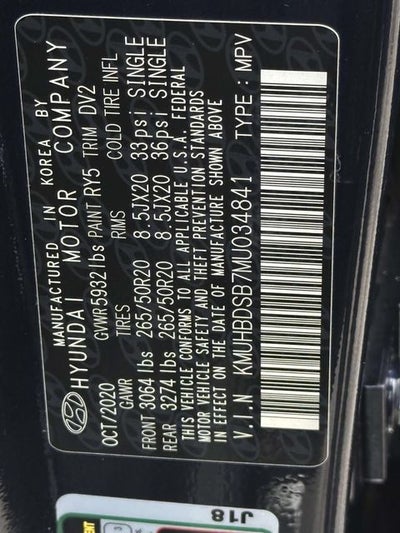 MANUFACTURED IN KOREA BY
HYUNDAI MOTOR COMPANY
OCT/2020 GVWR5932lbs PAINT RY5 TRIM DV2
GAWR TIRES RIMS COLD TIRE INFL
FRONT 3064 lbs 265/50R20 8.5JX20 33psi SINGLE
REAR 3274 lbs 265/50R20 8.5JX20 36psi SINGLE
THIS VEHICLE CONFORMS TO ALL APPLICABLE U.S.A. FEDERAL
MOTOR VEHICLE SAFETY AND THEFT PREVENTION STANDARDS
IN EFFECT ON THE DATE OF MANUFACTURE SHOWN ABOVE
V.I.N KMUHBDSB7MU034841 TYPE : MPV
J18